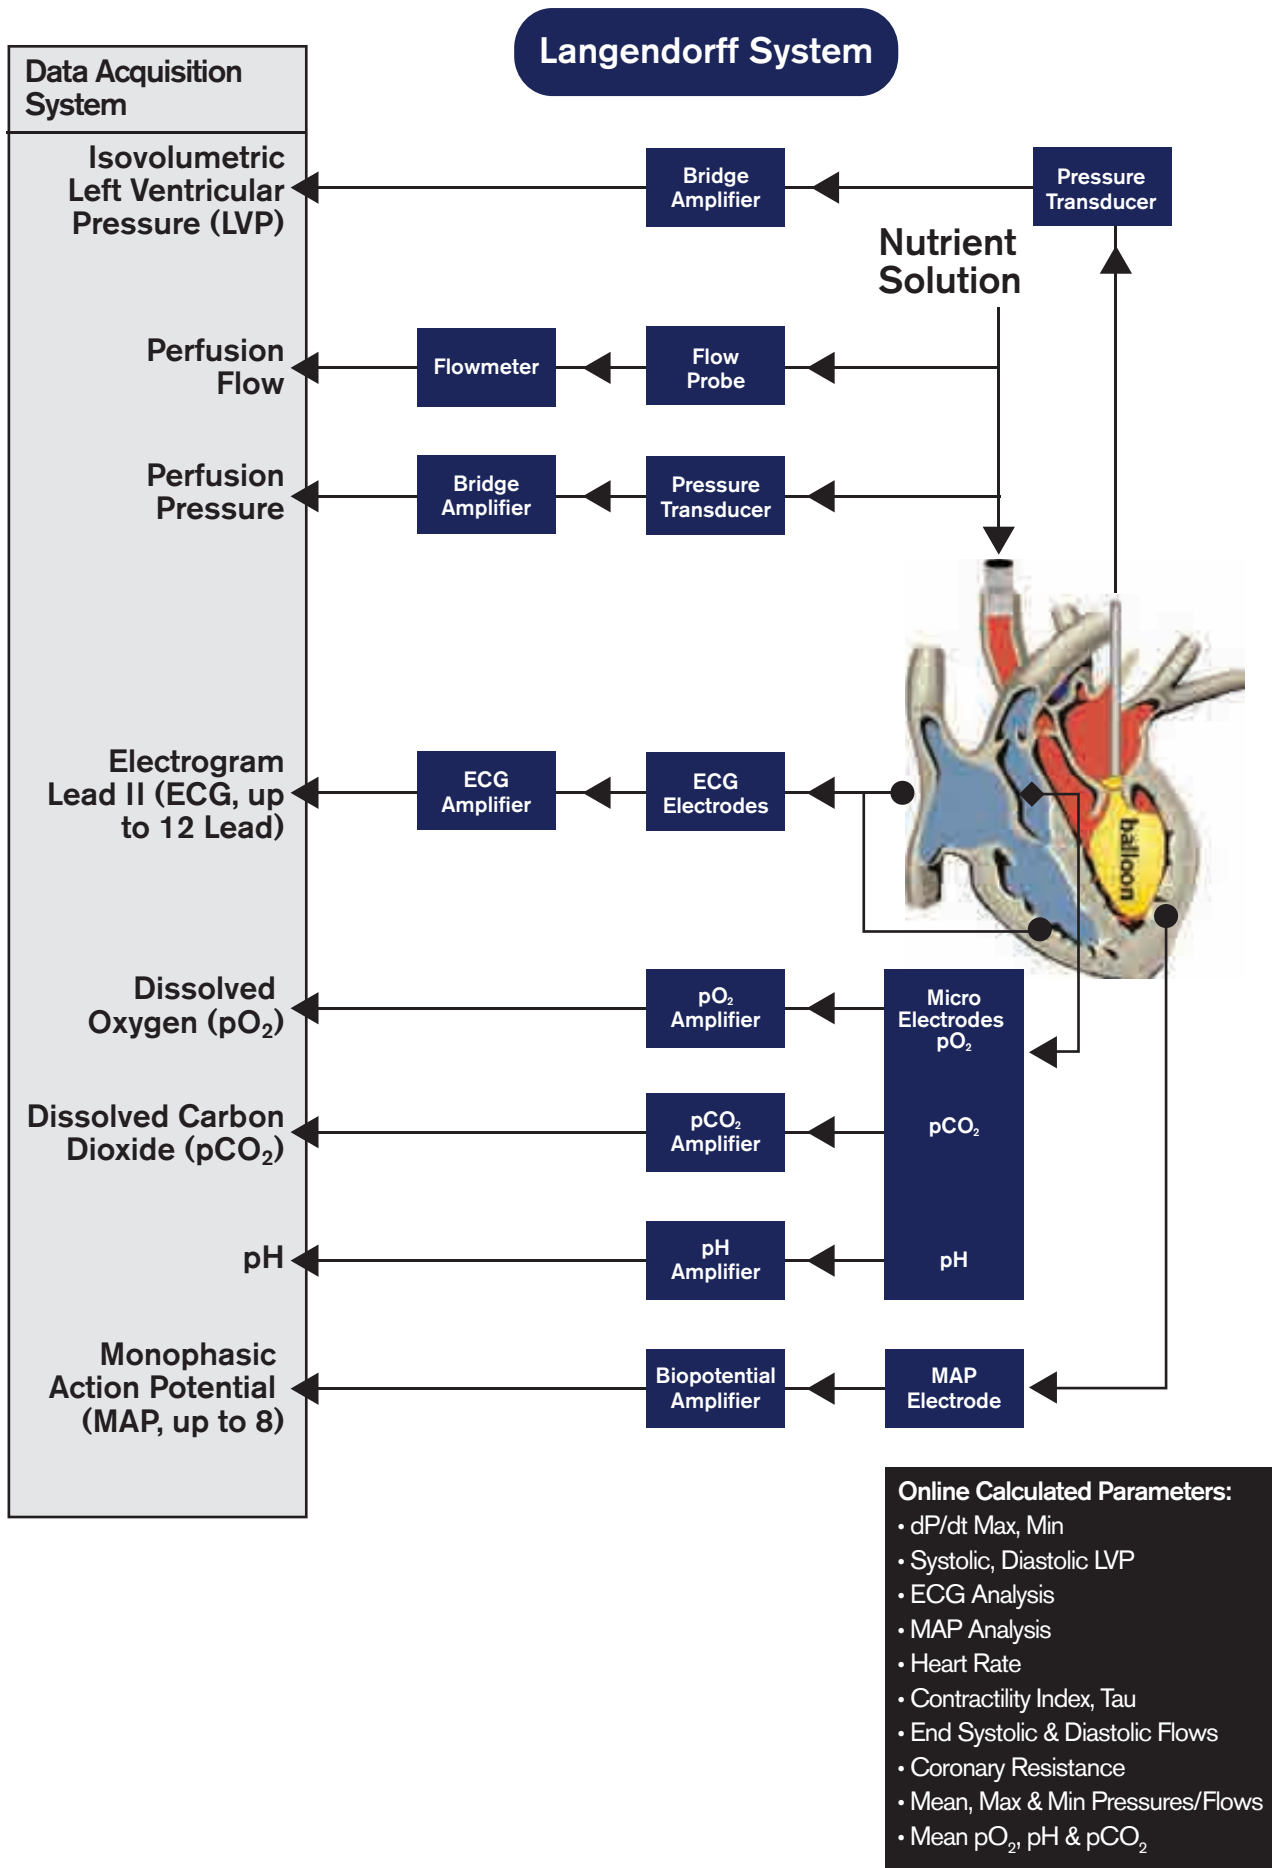 Langendorff System
Data Acquisition
System
Isovolumetric
Left Ventricular
Pressure (LVP)
Bridge
Amplifier
Pressure
Transducer
Nutrient
Solution
Perfusion
Flow
Flowmeter
Flow
Probe
Perfusion
Pressure
Bridge
Amplifier
Pressure
Transducer
Electrogram
Lead II (ECG, up
to 12 Lead)
ECG
Amplifier
ECG
Electrodes
balloon
Dissolved
Oxygen (pO₂)
pO₂
Amplifier
Micro
Electrodes
pO₂
Dissolved Carbon
Dioxide (pCO₂)
pCO₂
Amplifier
pCO₂
pH
pH
Amplifier
pH
Monophasic
Action Potential
(MAP, up to 8)
Biopotential
Amplifier
MAP
Electrode
Online Calculated Parameters:
• dP/dt Max, Min
• Systolic, Diastolic LVP
• ECG Analysis
• MAP Analysis
• Heart Rate
• Contractility Index, Tau
• End Systolic & Diastolic Flows
• Coronary Resistance
• Mean, Max & Min Pressures/Flows
• Mean pO₂, pH & pCO₂